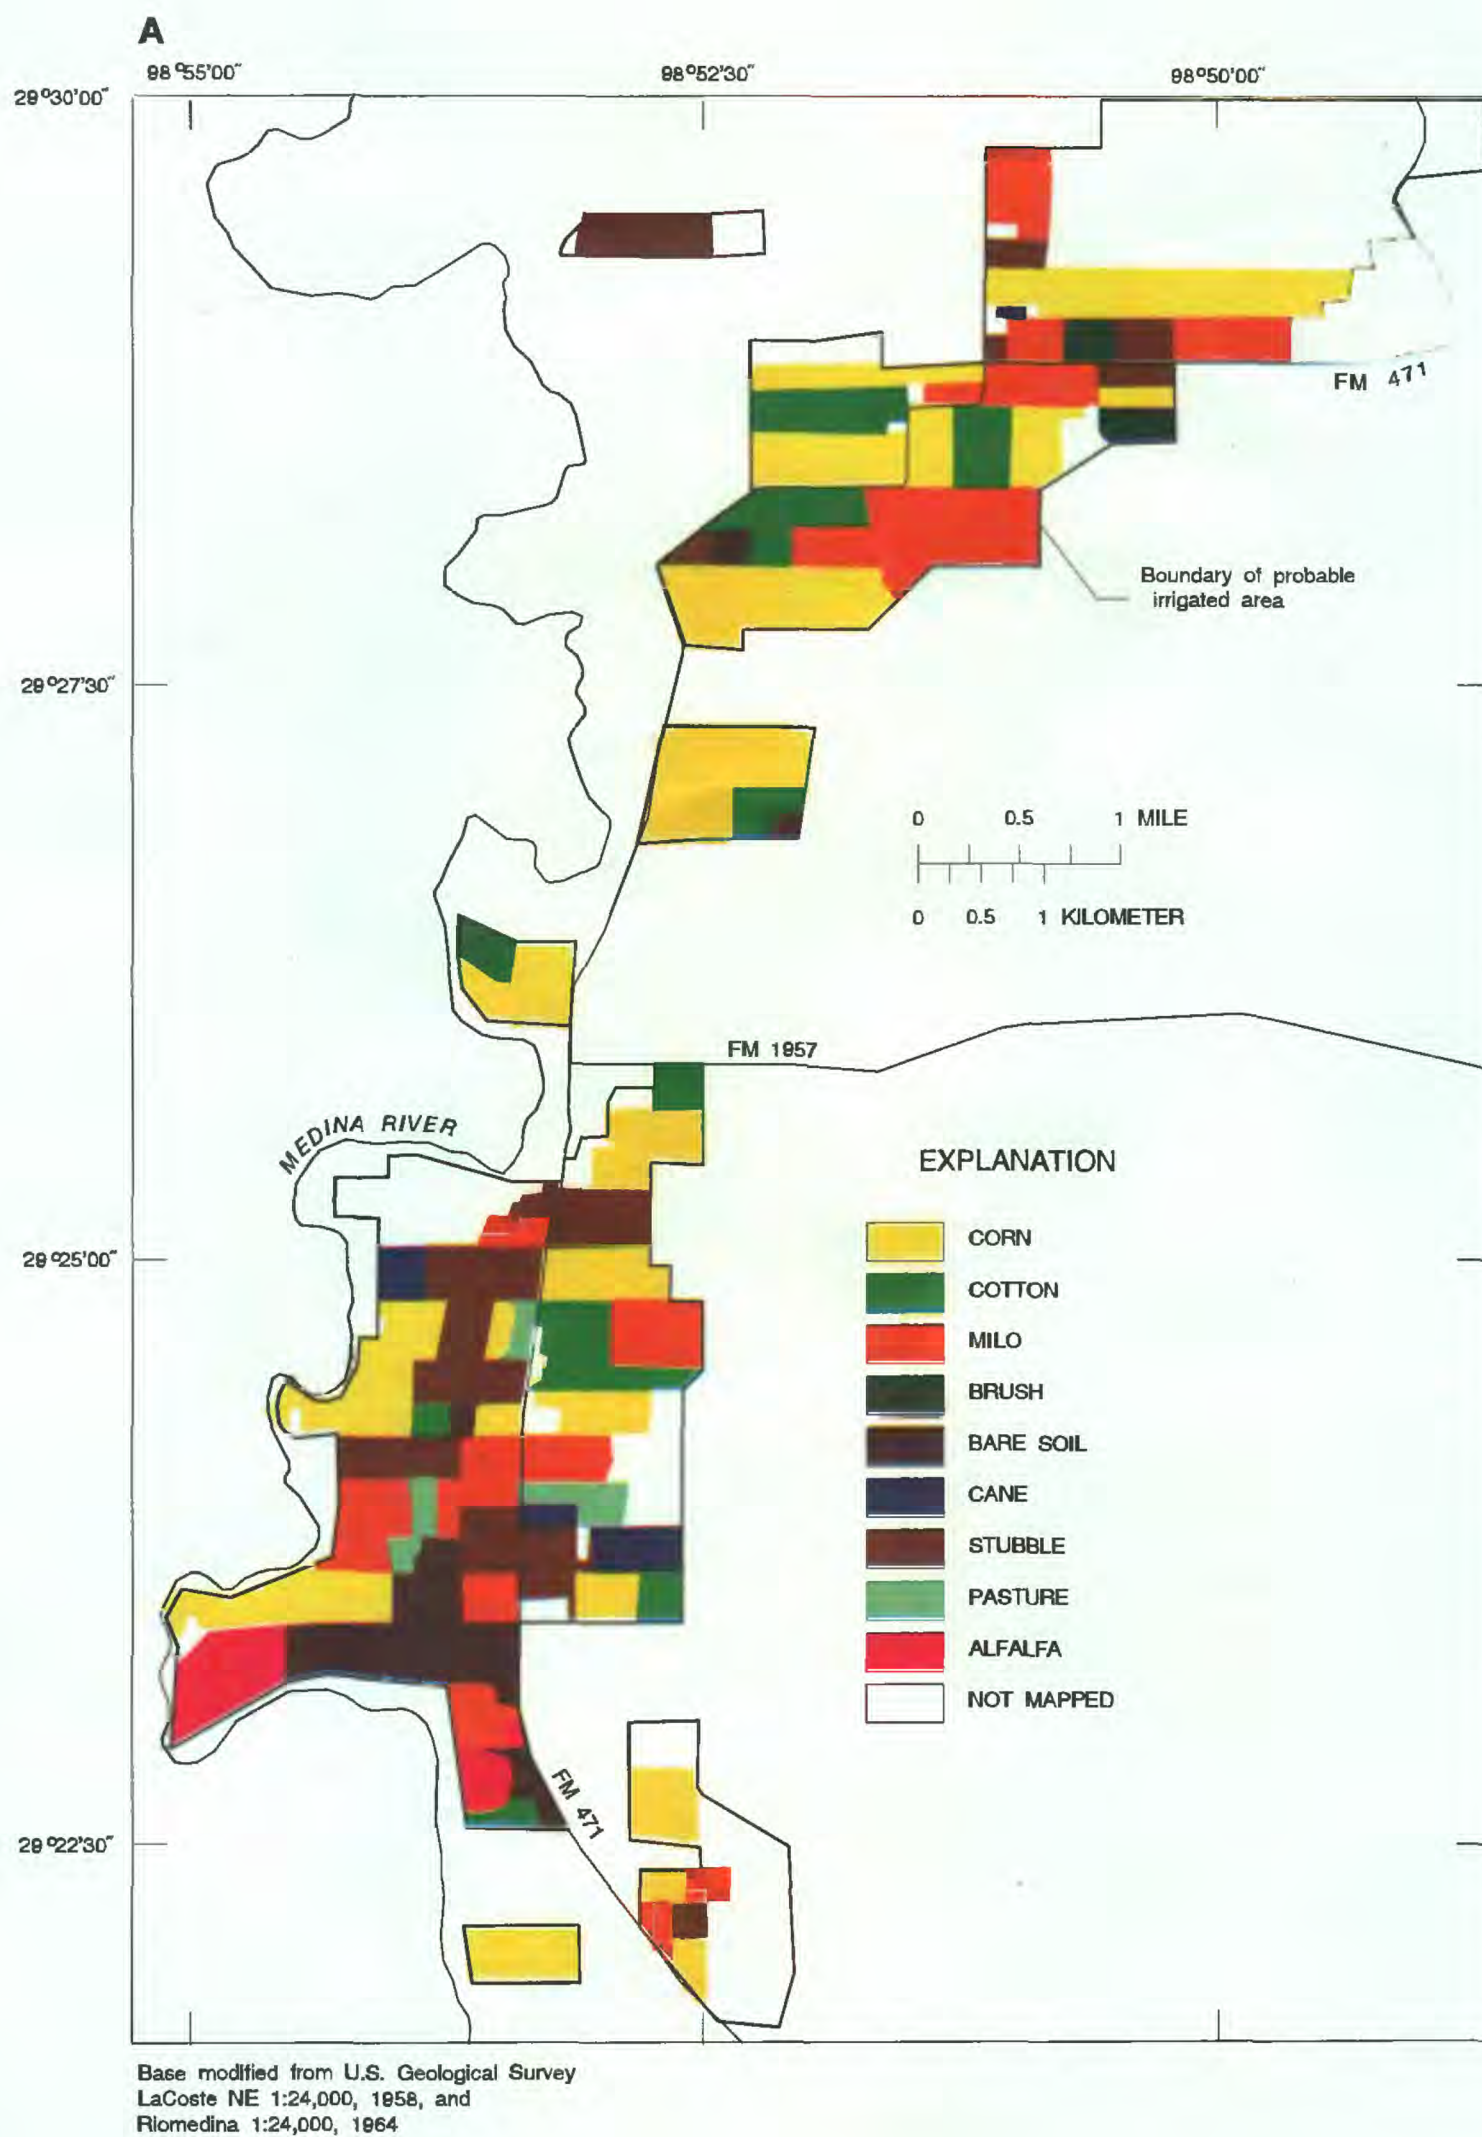 A
98°55'00"
98°52'30"
98°50'00"
29°30'00"
FM 471
Boundary of probable
irrigated area
29°27'30"
0 0.5 1 MILE
0 0.5 1 KILOMETER
FM 1957
MEDINA RIVER
EXPLANATION
CORN
29°25'00"
COTTON
MILO
BRUSH
BARE SOIL
CANE
STUBBLE
PASTURE
ALFALFA
NOT MAPPED
FM 471
29°22'30"
Base modified from U.S. Geological Survey
LaCoste NE 1:24,000, 1958, and
Riomedina 1:24,000, 1964